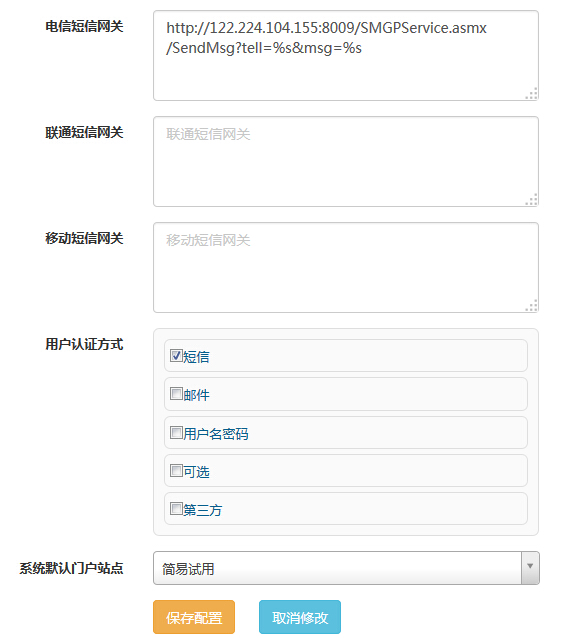 电信短信网关
http://122.224.104.155:8009/SMGPService.asmx
/SendMsg?tell=%s&msg=%s
联通短信网关
联通短信网关
移动短信网关
移动短信网关
用户认证方式
短信
邮件
用户名密码
可选
第三方
系统默认门户站点
简易试用
保存配置
取消修改